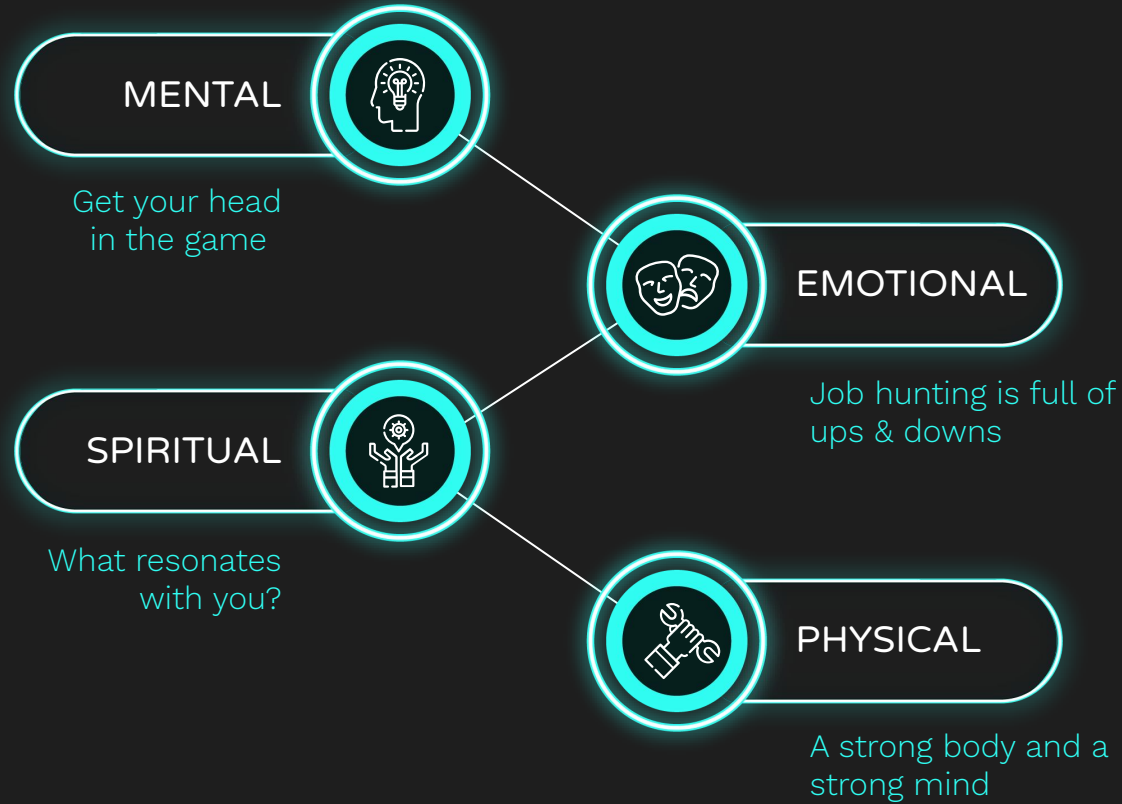 MENTAL
Get your head
in the game
EMOTIONAL
Job hunting is full of
ups & downs
SPIRITUAL
What resonates
with you?
PHYSICAL
A strong body and a
strong mind